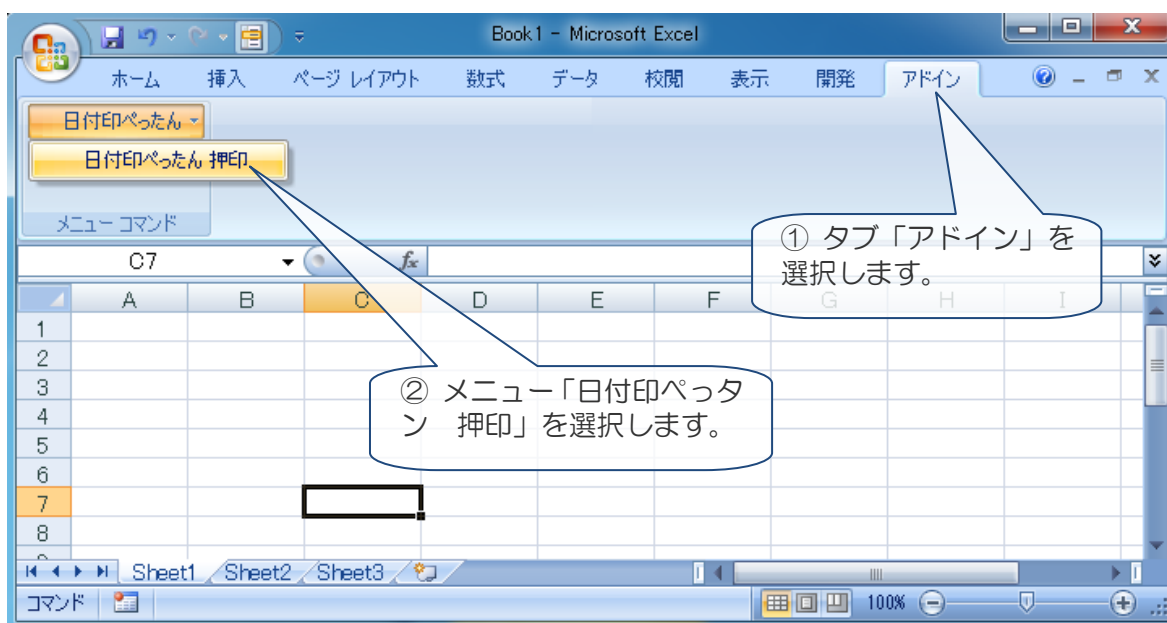 Book1 - Microsoft Excel
ホーム 挿入 ページ レイアウト 数式 データ 校閲 表示 開発 アドイン
日付印ぺったん
日付印ぺったん 押印
メニュー コマンド
① タブ「アドイン」を
選択します。
C7 fx
A B C D E F G H I
1
2
3
② メニュー「日付印ぺっタ
ン 押印」を選択します。
4
5
6
7
8
Sheet1 Sheet2 Sheet3
コマンド 100%